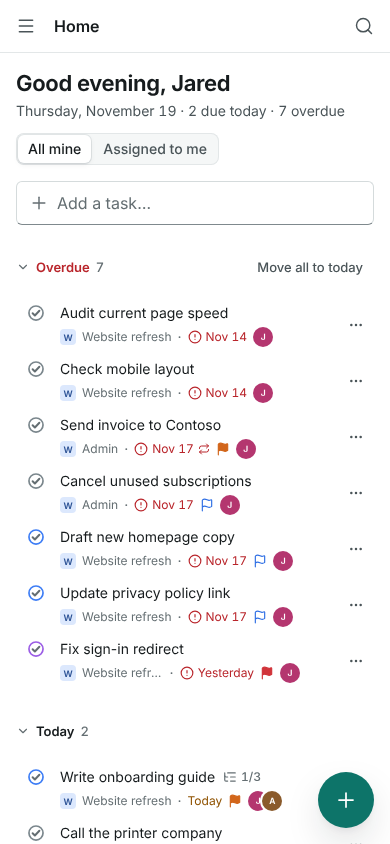 Home
Good evening, Jared
Thursday, November 19 · 2 due today · 7 overdue
All mine Assigned to me
Add a task...
Overdue 7 Move all to today
Audit current page speed
W Website refresh · Nov 14 J
Check mobile layout
W Website refresh · Nov 14 J
Send invoice to Contoso
W Admin · Nov 17 J
Cancel unused subscriptions
W Admin · Nov 17 J
Draft new homepage copy
W Website refresh · Nov 17 J
Update privacy policy link
W Website refresh · Nov 17 J
Fix sign-in redirect
W Website refr... · Yesterday J
Today 2
Write onboarding guide 1/3
W Website refresh · Today J A
Call the printer company